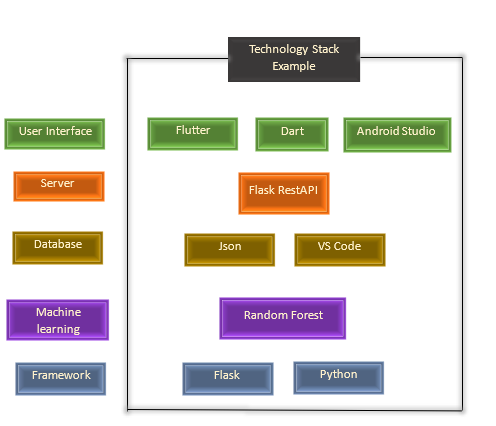 Technology Stack
Example
User Interface
Flutter
Dart
Android Studio
Server
Flask RestAPI
Database
Json
VS Code
Machine
learning
Random Forest
Framework
Flask
Python